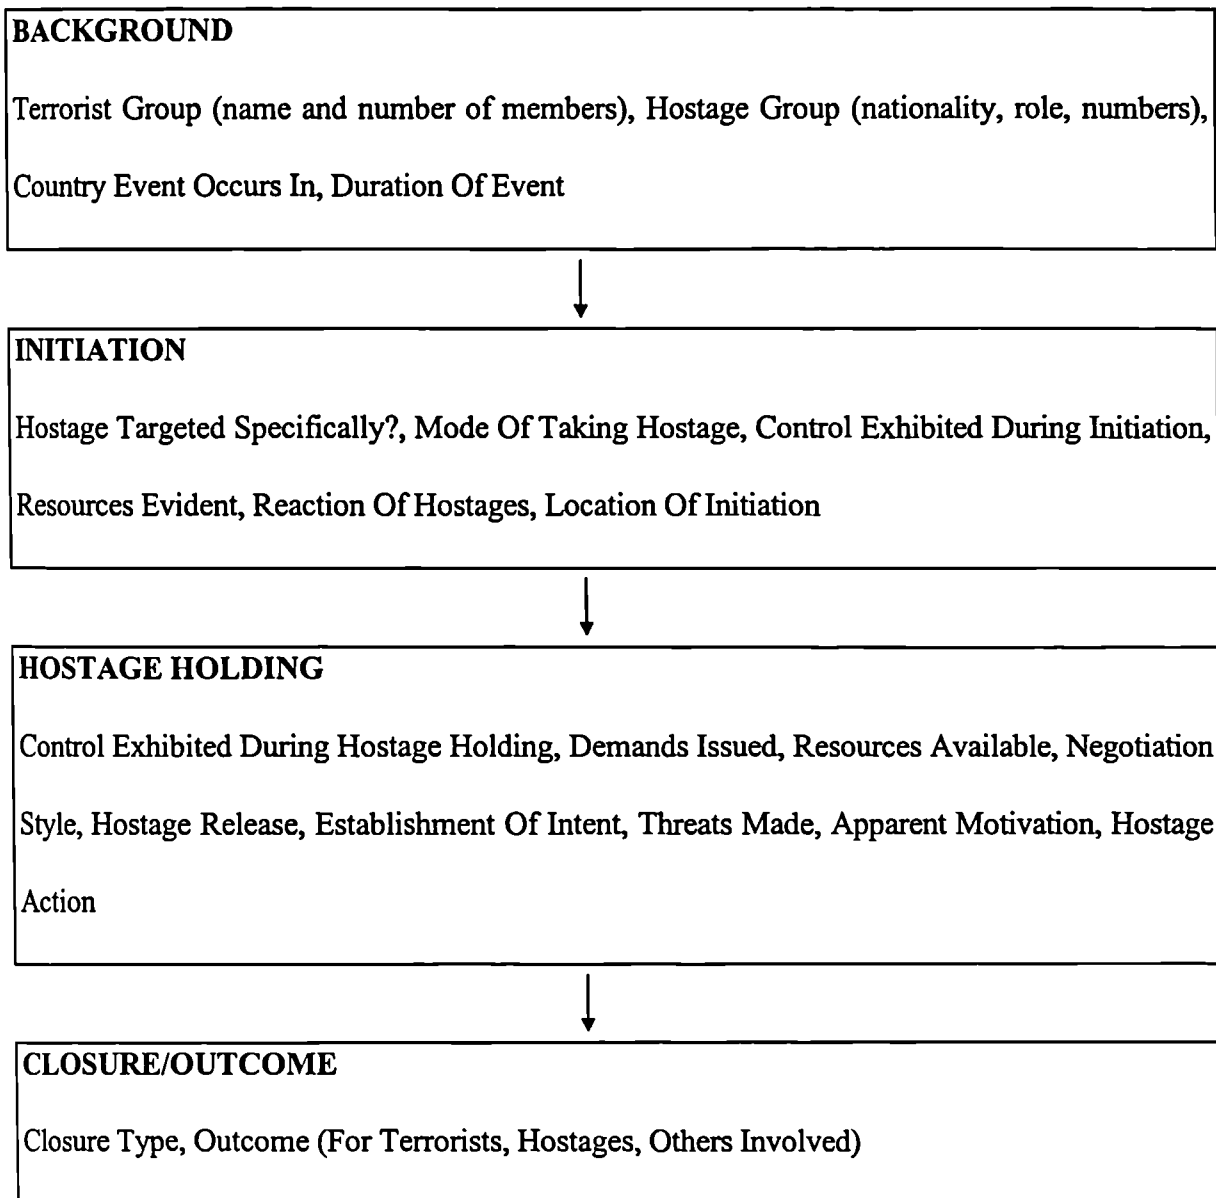 BACKGROUND
Terrorist Group (name and number of members), Hostage Group (nationality, role, numbers),
Country Event Occurs In, Duration Of Event
INITIATION
Hostage Targeted Specifically?, Mode Of Taking Hostage, Control Exhibited During Initiation,
Resources Evident, Reaction Of Hostages, Location Of Initiation
HOSTAGE HOLDING
Control Exhibited During Hostage Holding, Demands Issued, Resources Available, Negotiation
Style, Hostage Release, Establishment Of Intent, Threats Made, Apparent Motivation, Hostage
Action
CLOSURE/OUTCOME
Closure Type, Outcome (For Terrorists, Hostages, Others Involved)